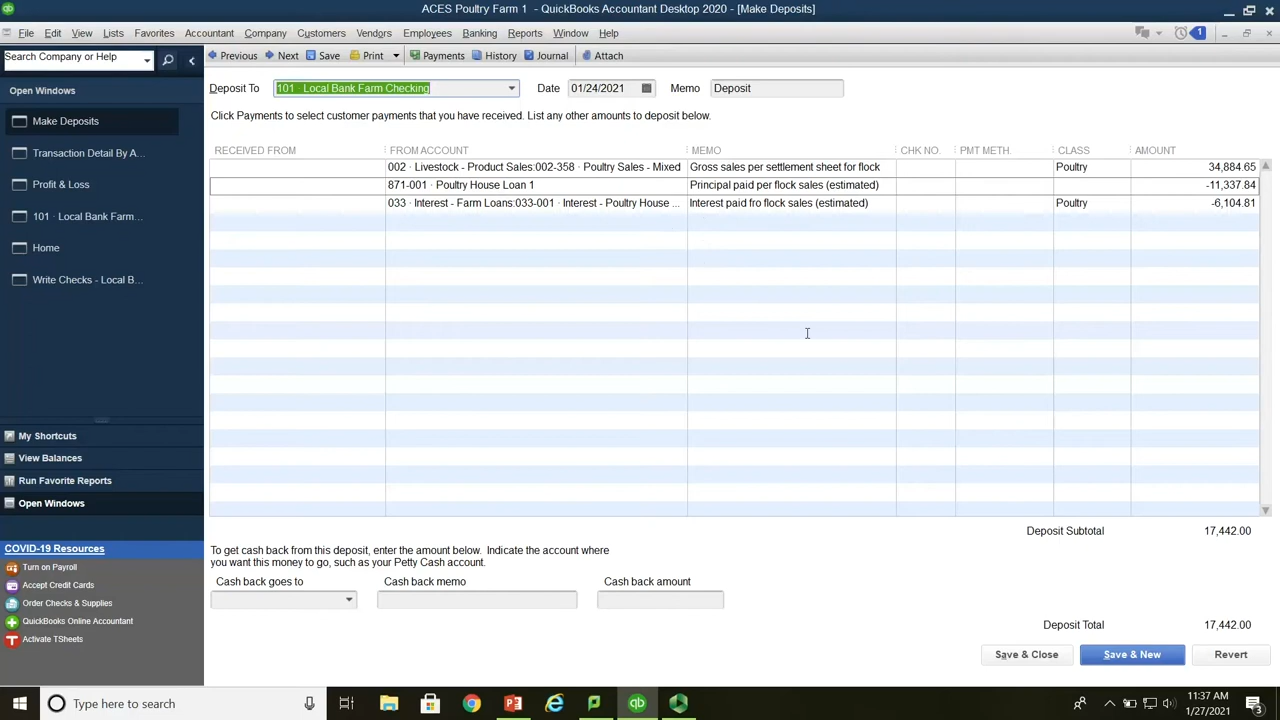 ACES Poultry Farm 1 - QuickBooks Accountant Desktop 2020 - [Make Deposits]
File Edit View Lists Favorites Accountant Company Customers Vendors Employees Banking Reports Window Help
1
Search Company or Help
Previous Next Save Print Payments History Journal Attach
Open Windows
Make Deposits
Transaction Detail By A...
Profit & Loss
101 · Local Bank Farm...
Home
Write Checks - Local B...
My Shortcuts
View Balances
Run Favorite Reports
Open Windows
COVID-19 Resources
Turn on Payroll
Accept Credit Cards
Order Checks & Supplies
QuickBooks Online Accountant
Activate TSheets
Deposit To 101 · Local Bank Farm Checking Date 01/24/2021 Memo Deposit
Click Payments to select customer payments that you have received. List any other amounts to deposit below.
RECEIVED FROM FROM ACCOUNT MEMO CHK NO. PMT METH. CLASS AMOUNT
002 · Livestock - Product Sales:002-358 · Poultry Sales - Mixed Gross sales per settlement sheet for flock Poultry 34,884.65
871-001 · Poultry House Loan 1 Principal paid per flock sales (estimated) -11,337.84
033 · Interest - Farm Loans:033-001 · Interest - Poultry House ... Interest paid fro flock sales (estimated) Poultry -6,104.81
Deposit Subtotal 17,442.00
To get cash back from this deposit, enter the amount below. Indicate the account where
you want this money to go, such as your Petty Cash account.
Cash back goes to Cash back memo Cash back amount
Deposit Total 17,442.00
Save & Close Save & New Revert
Type here to search
qb
11:37 AM
1/27/2021
3